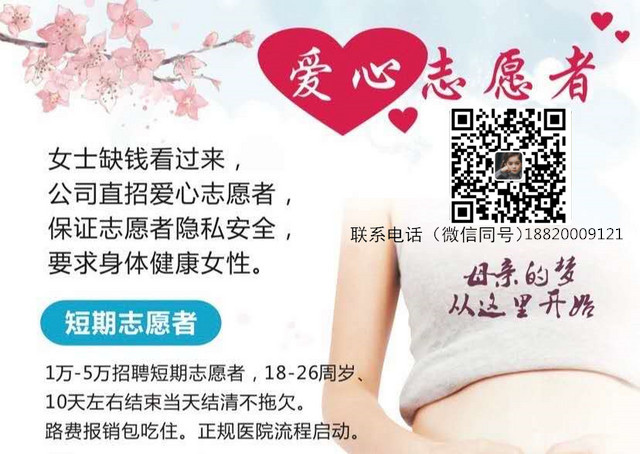 爱心志愿者
女士缺钱看过来，
公司直招爱心志愿者，
保证志愿者隐私安全，
要求身体健康女性。
联系电话（微信同号)18820009121
母亲的梦
从这里开始
短期志愿者
1万-5万招聘短期志愿者，18-26周岁、
10天左右结束当天结清不拖欠。
路费报销包吃住。正规医院流程启动。